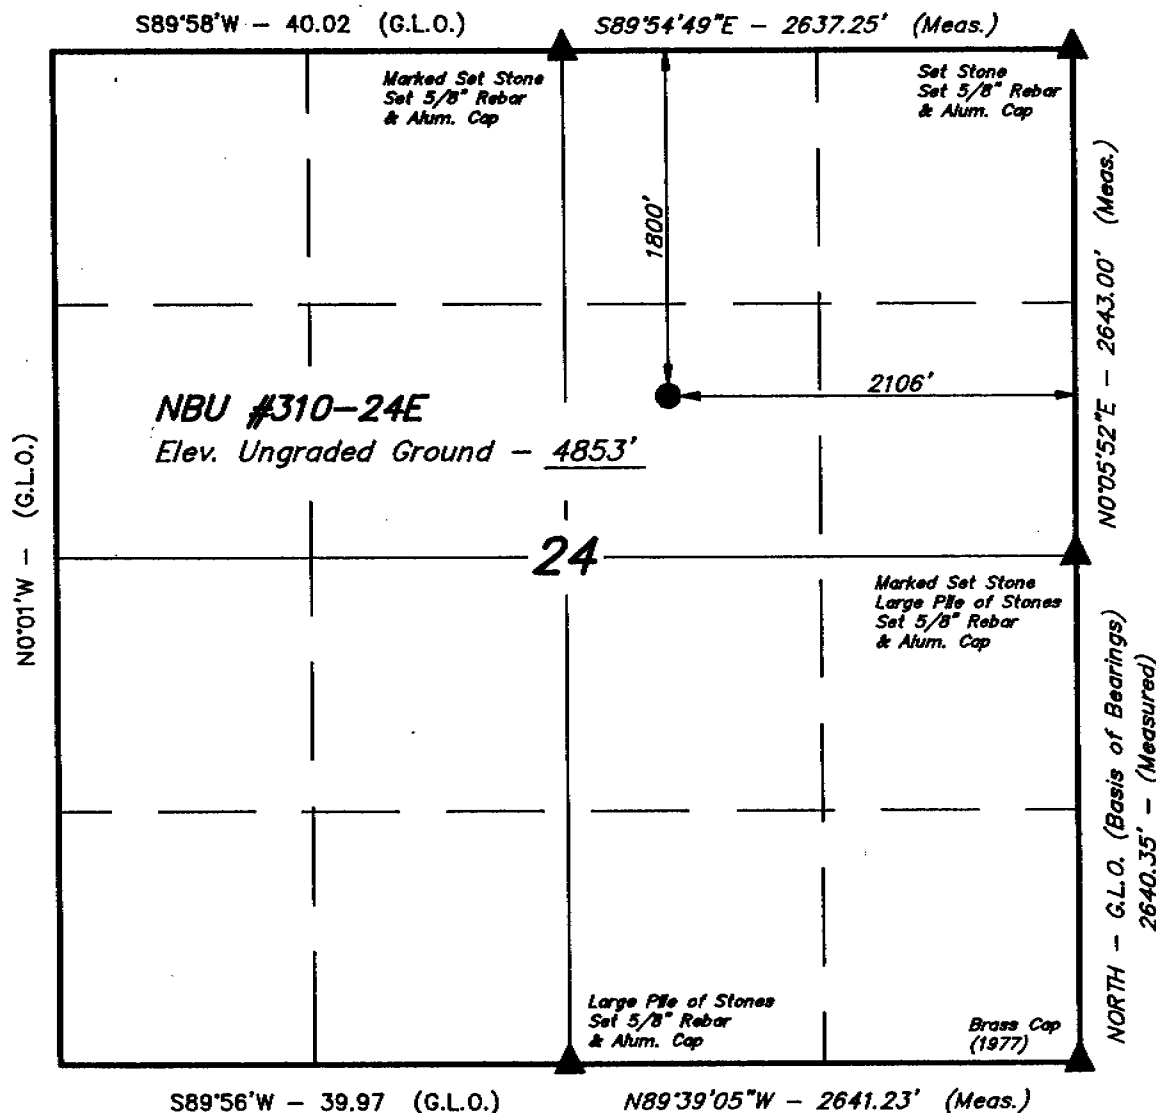 S89°58'W – 40.02 (G.L.O.)
S89°54'49"E – 2637.25' (Meas.)
Marked Set Stone
Set 5/8" Rebar
& Alum. Cap
Set Stone
Set 5/8" Rebar
& Alum. Cap
1800'
N0°05'52"E – 2643.00' (Meas.)
2106'
NBU #310-24E
Elev. Ungraded Ground – 4853'
N0°01'W – (G.L.O.)
24
Marked Set Stone
Large Pile of Stones
Set 5/8" Rebar
& Alum. Cap
NORTH – G.L.O. (Basis of Bearings)
2640.35' – (Measured)
Large Pile of Stones
Set 5/8" Rebar
& Alum. Cap
Brass Cap
(1977)
S89°56'W – 39.97 (G.L.O.)
N89°39'05"W – 2641.23' (Meas.)